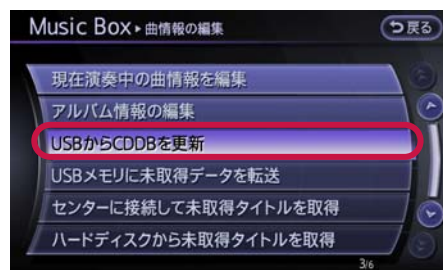 Music Box▶曲情報の編集
戻る
現在演奏中の曲情報を編集
アルバム情報の編集
USBからCDDBを更新
USBメモリに未取得データを転送
センターに接続して未取得タイトルを取得
ハードディスクから未取得タイトルを取得
3/6